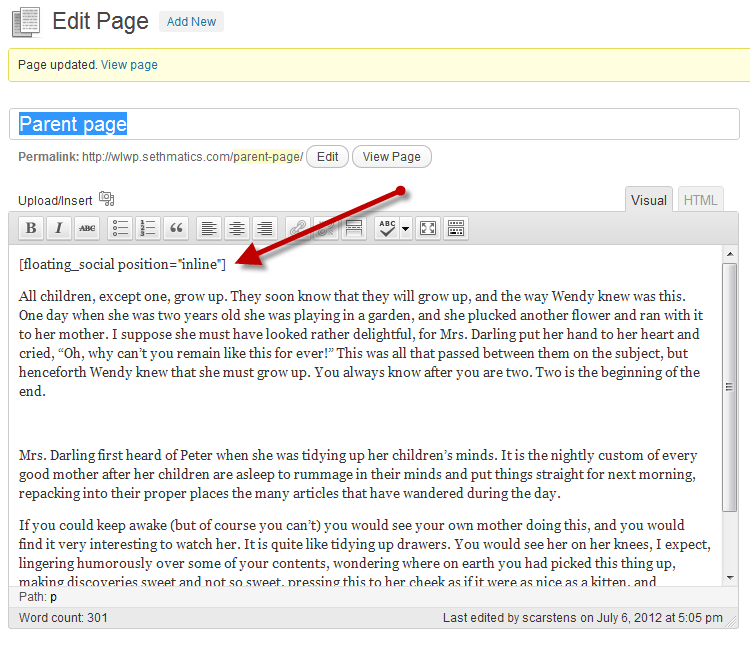 Edit Page Add New
Page updated. View page
Parent page
Permalink: http://wlwp.sethmatics.com/parent-page/ Edit View Page
Upload/Insert Visual HTML
B I ABC ABC
[floating_social position="inline"]
All children, except one, grow up. They soon know that they will grow up, and the way Wendy knew was this.
One day when she was two years old she was playing in a garden, and she plucked another flower and ran with it
to her mother. I suppose she must have looked rather delightful, for Mrs. Darling put her hand to her heart and
cried, “Oh, why can’t you remain like this for ever!” This was all that passed between them on the subject, but
henceforth Wendy knew that she must grow up. You always know after you are two. Two is the beginning of the
end.
Mrs. Darling first heard of Peter when she was tidying up her children’s minds. It is the nightly custom of every
good mother after her children are asleep to rummage in their minds and put things straight for next morning,
repacking into their proper places the many articles that have wandered during the day.
If you could keep awake (but of course you can’t) you would see your own mother doing this, and you would
find it very interesting to watch her. It is quite like tidying up drawers. You would see her on her knees, I expect,
lingering humorously over some of your contents, wondering where on earth you had picked this thing up,
making discoveries sweet and not so sweet, pressing this to her cheek as if it were as nice as a kitten, and
Path: p
Word count: 301 Last edited by scarstens on July 6, 2012 at 5:05 pm